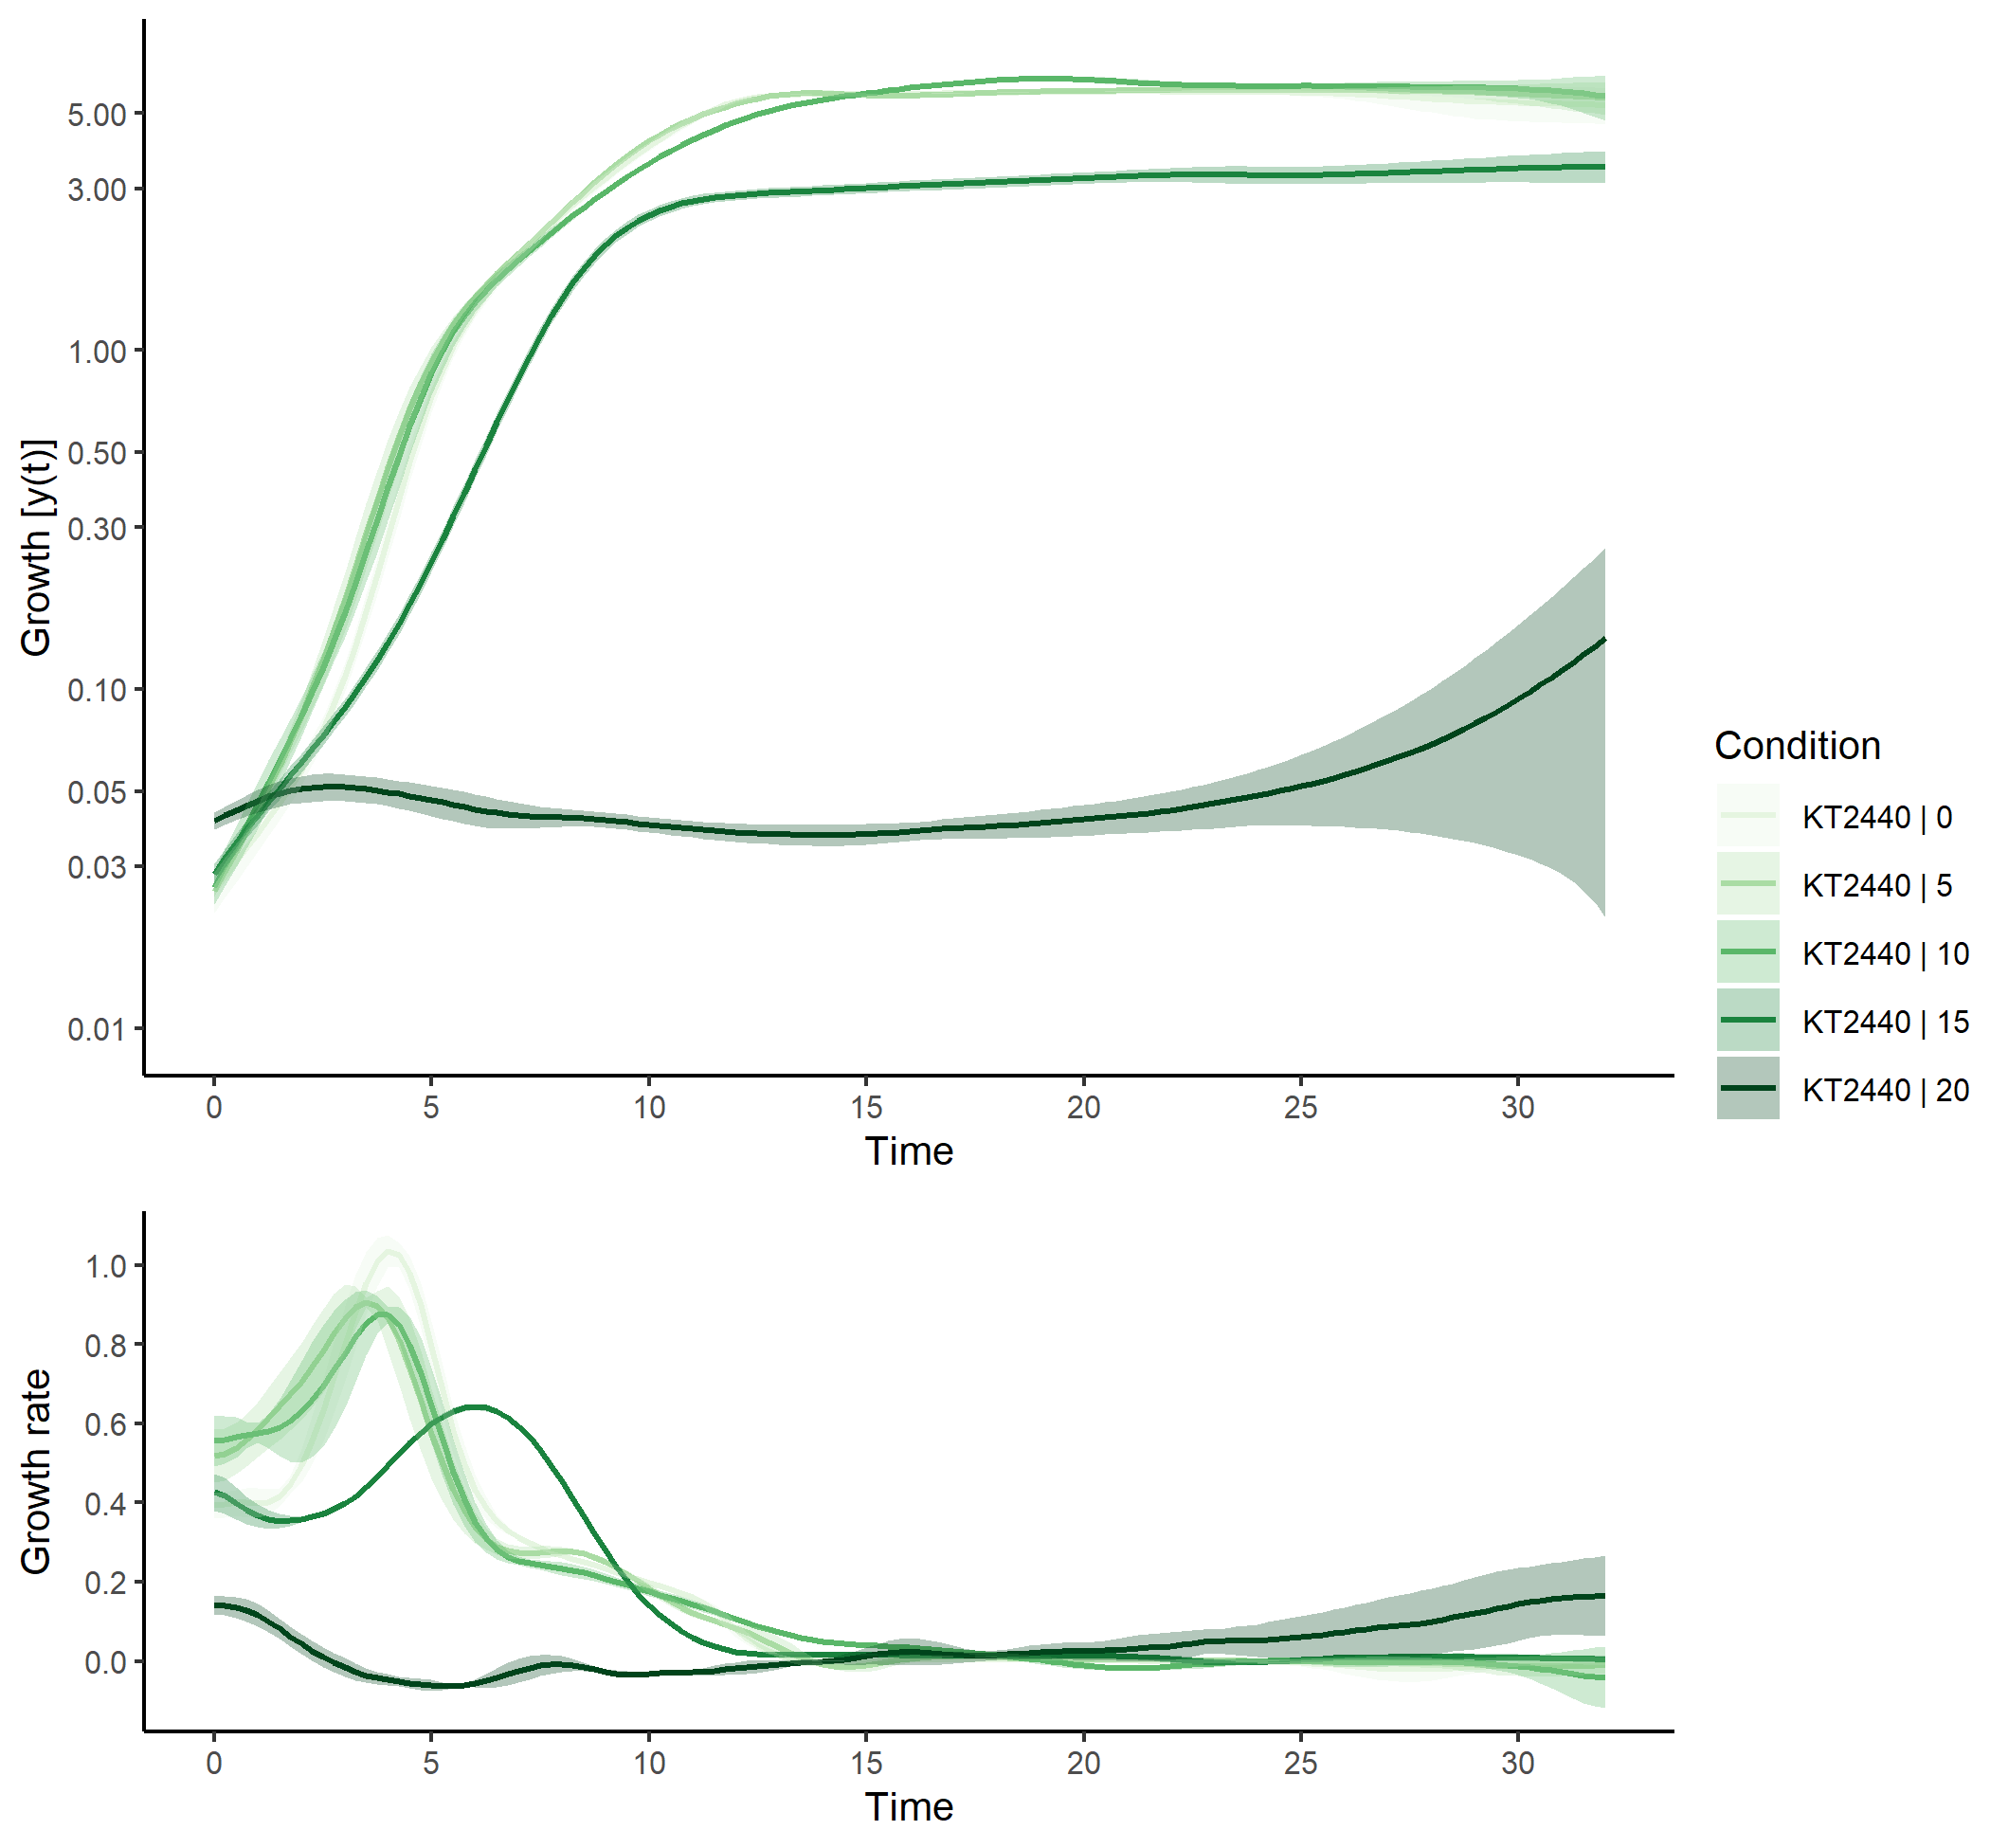 Growth [y(t)]
5.00
3.00
1.00
0.50
0.30
0.10
0.05
0.03
0.01
0 5 10 15 20 25 30
Time
Condition
KT2440 | 0
KT2440 | 5
KT2440 | 10
KT2440 | 15
KT2440 | 20
Growth rate
1.0
0.8
0.6
0.4
0.2
0.0
0 5 10 15 20 25 30
Time